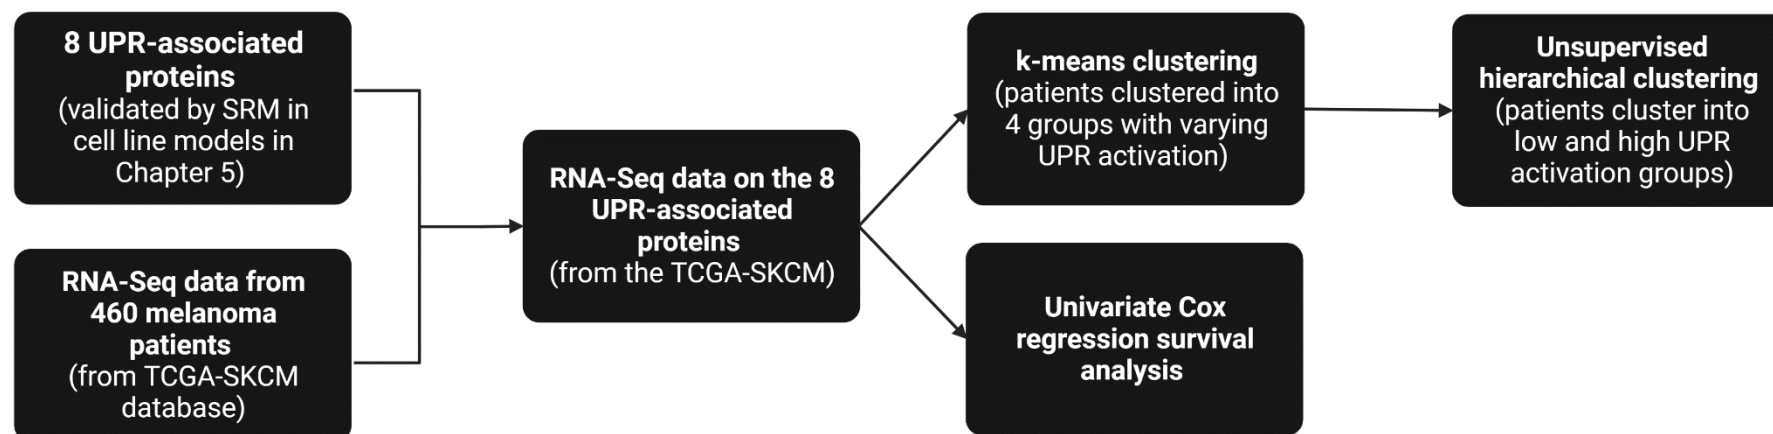 8 UPR-associated
proteins
(validated by SRM in
cell line models in
Chapter 5)
RNA-Seq data from
460 melanoma
patients
(from TCGA-SKCM
database)
RNA-Seq data on the 8
UPR-associated
proteins
(from the TCGA-SKCM)
k-means clustering
(patients clustered into
4 groups with varying
UPR activation)
Unsupervised
hierarchical clustering
(patients cluster into
low and high UPR
activation groups)
Univariate Cox
regression survival
analysis